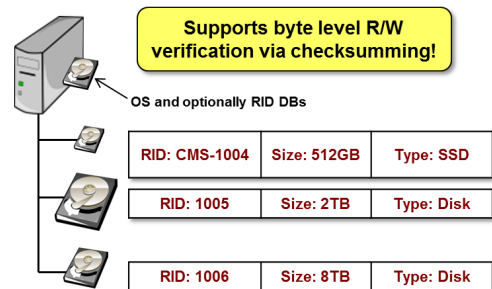 Supports byte level R/W
verification via checksumming!
OS and optionally RID DBs
RID: CMS-1004 Size: 512GB Type: SSD
RID: 1005 Size: 2TB Type: Disk
RID: 1006 Size: 8TB Type: Disk